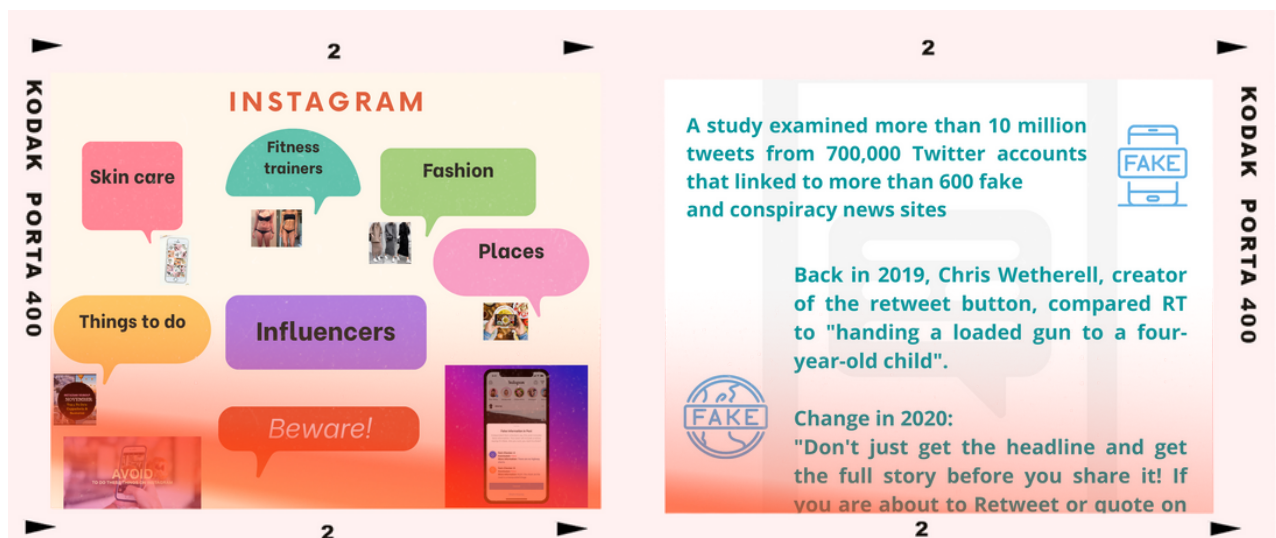 2
2
KODAK PORTA 400
INSTAGRAM
Skin care
Fitness
trainers
Fashion
Places
Things to do
Influencers
Beware!
AVOID
2
A study examined more than 10 million
tweets from 700,000 Twitter accounts
that linked to more than 600 fake
and conspiracy news sites
FAKE
Back in 2019, Chris Wetherell, creator
of the retweet button, compared RT
to "handing a loaded gun to a four-
year-old child".
FAKE
Change in 2020:
"Don't just get the headline and get
the full story before you share it! If
you are about to Retweet or quote on
KODAK PORTA 400
2